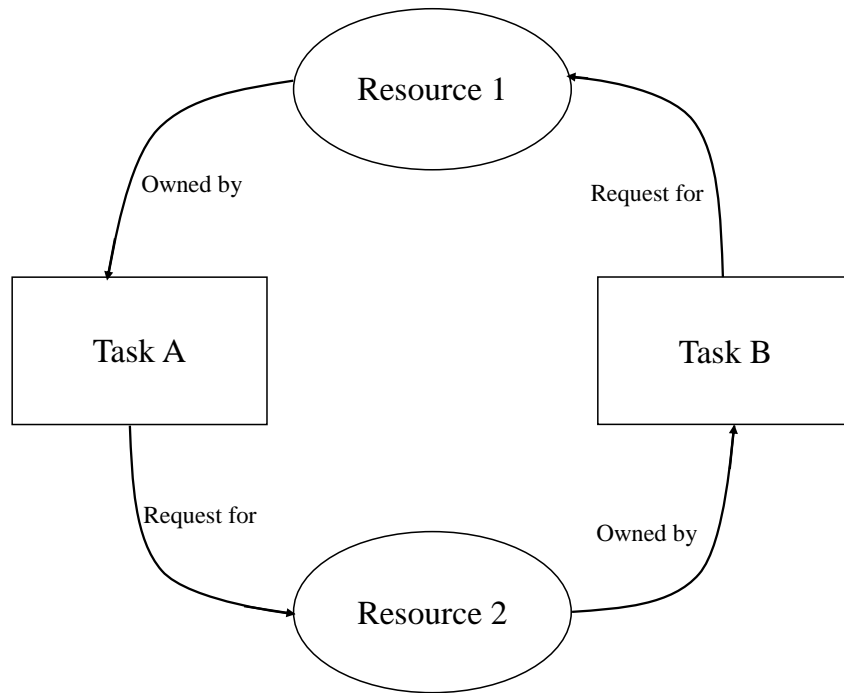 Resource 1
Owned by
Request for
Task A
Task B
Request for
Owned by
Resource 2